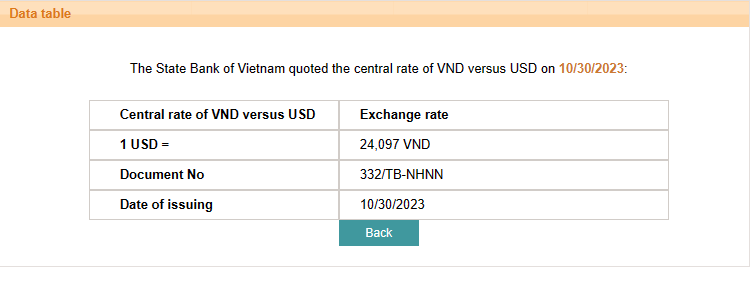 Data table
The State Bank of Vietnam quoted the central rate of VND versus USD on 10/30/2023:
Central rate of VND versus USD Exchange rate
1 USD = 24,097 VND
Document No 332/TB-NHNN
Date of issuing 10/30/2023
Back